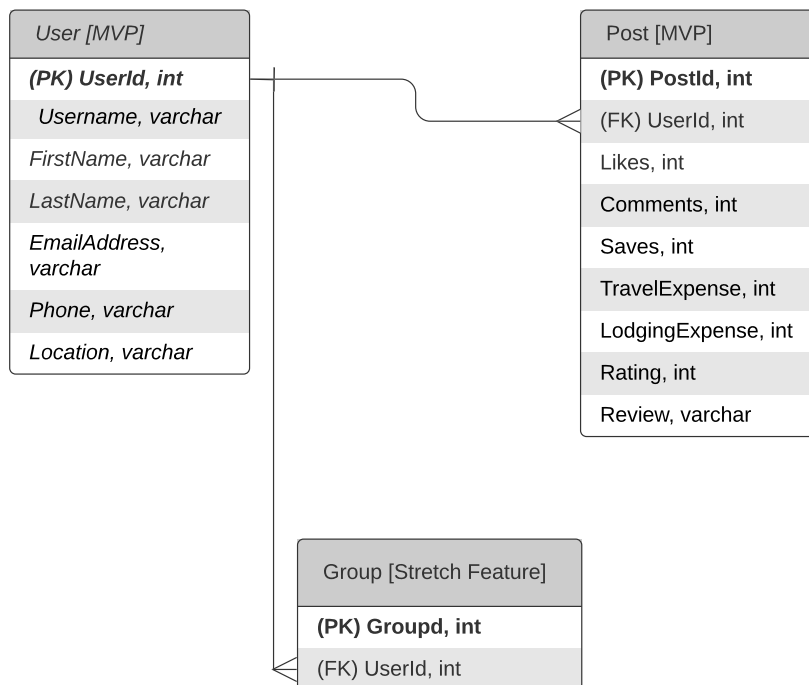 User [MVP]
(PK) UserId, int
Username, varchar
FirstName, varchar
LastName, varchar
EmailAddress,
varchar
Phone, varchar
Location, varchar
Post [MVP]
(PK) PostId, int
(FK) UserId, int
Likes, int
Comments, int
Saves, int
TravelExpense, int
LodgingExpense, int
Rating, int
Review, varchar
Group [Stretch Feature]
(PK) Groupd, int
(FK) UserId, int